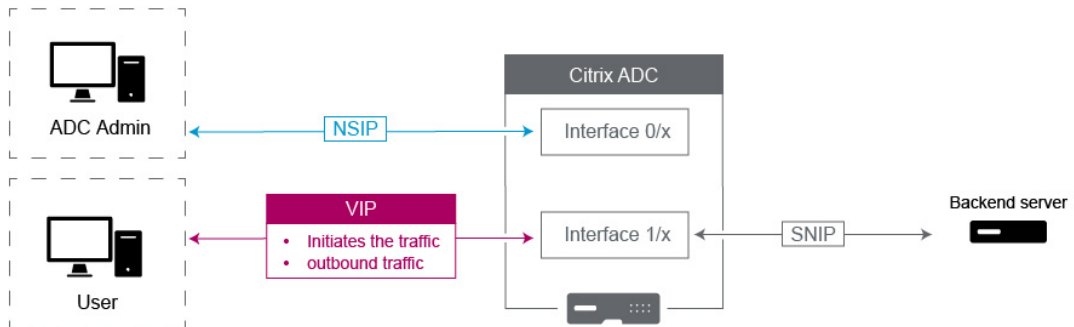 ADC Admin
NSIP
Citrix ADC
Interface 0/x
User
VIP
• Initiates the traffic
• outbound traffic
Interface 1/x
SNIP
Backend server